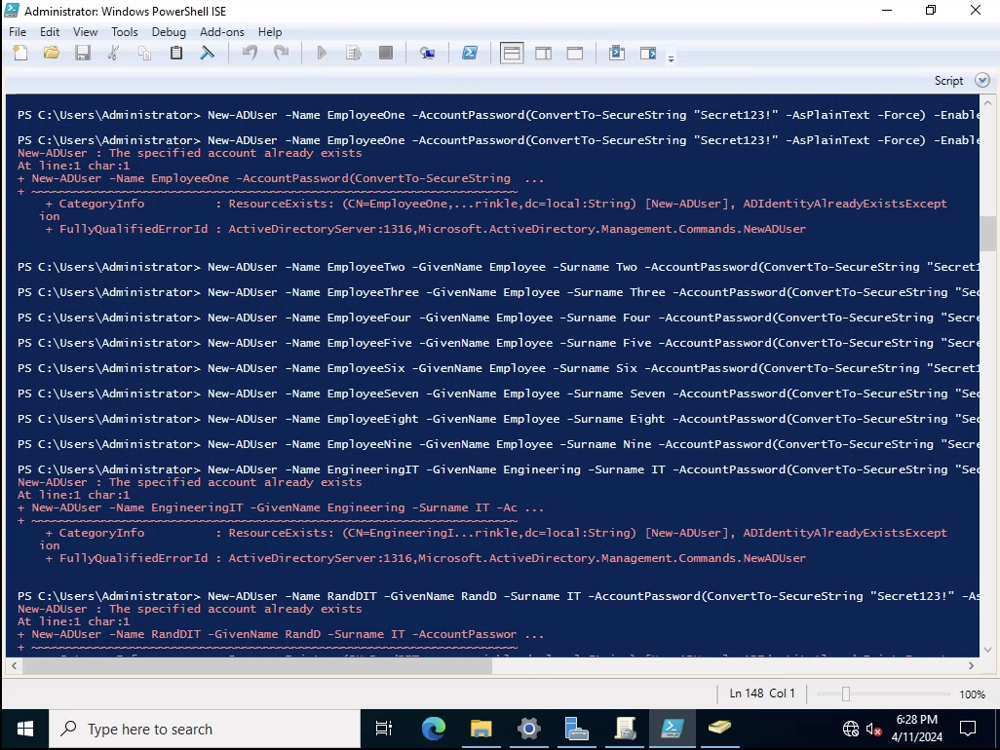 Administrator: Windows PowerShell ISE
File Edit View Tools Debug Add-ons Help
Script
PS C:\Users\Administrator> New-ADUser -Name EmployeeOne -AccountPassword(ConvertTo-SecureString "Secret123!" -AsPlainText -Force) -Enable
PS C:\Users\Administrator> New-ADUser -Name EmployeeOne -AccountPassword(ConvertTo-SecureString "Secret123!" -AsPlainText -Force) -Enable
New-ADUser : The specified account already exists
At line:1 char:1
+ New-ADUser -Name EmployeeOne -AccountPassword(ConvertTo-SecureString ...
+ ~~~~~~~~~~~~~~~~~~~~~~~~~~~~~~~~~~~~~~~~~~~~~~~~~~~~~~~~~~~~~~~~~~~~~
+ CategoryInfo : ResourceExists: (CN=EmployeeOne,...rinkle,dc=local:String) [New-ADUser], ADIdentityAlreadyExistsExcept
ion
+ FullyQualifiedErrorId : ActiveDirectoryServer:1316,Microsoft.ActiveDirectory.Management.Commands.NewADUser
PS C:\Users\Administrator> New-ADUser -Name EmployeeTwo -GivenName Employee -Surname Two -AccountPassword(ConvertTo-SecureString "Secret1
PS C:\Users\Administrator> New-ADUser -Name EmployeeThree -GivenName Employee -Surname Three -AccountPassword(ConvertTo-SecureString "Sec
PS C:\Users\Administrator> New-ADUser -Name EmployeeFour -GivenName Employee -Surname Four -AccountPassword(ConvertTo-SecureString "Secre
PS C:\Users\Administrator> New-ADUser -Name EmployeeFive -GivenName Employee -Surname Five -AccountPassword(ConvertTo-SecureString "Secre
PS C:\Users\Administrator> New-ADUser -Name EmployeeSix -GivenName Employee -Surname Six -AccountPassword(ConvertTo-SecureString "Secret1
PS C:\Users\Administrator> New-ADUser -Name EmployeeSeven -GivenName Employee -Surname Seven -AccountPassword(ConvertTo-SecureString "Sec
PS C:\Users\Administrator> New-ADUser -Name EmployeeEight -GivenName Employee -Surname Eight -AccountPassword(ConvertTo-SecureString "Sec
PS C:\Users\Administrator> New-ADUser -Name EmployeeNine -GivenName Employee -Surname Nine -AccountPassword(ConvertTo-SecureString "Secre
PS C:\Users\Administrator> New-ADUser -Name EngineeringIT -GivenName Engineering -Surname IT -AccountPassword(ConvertTo-SecureString "Sec
New-ADUser : The specified account already exists
At line:1 char:1
+ New-ADUser -Name EngineeringIT -GivenName Engineering -Surname IT -Ac ...
+ ~~~~~~~~~~~~~~~~~~~~~~~~~~~~~~~~~~~~~~~~~~~~~~~~~~~~~~~~~~~~~~~~~~~~~
+ CategoryInfo : ResourceExists: (CN=EngineeringI...rinkle,dc=local:String) [New-ADUser], ADIdentityAlreadyExistsExcept
ion
+ FullyQualifiedErrorId : ActiveDirectoryServer:1316,Microsoft.ActiveDirectory.Management.Commands.NewADUser
PS C:\Users\Administrator> New-ADUser -Name RandDIT -GivenName RandD -Surname IT -AccountPassword(ConvertTo-SecureString "Secret123!" -As
New-ADUser : The specified account already exists
At line:1 char:1
+ New-ADUser -Name RandDIT -GivenName RandD -Surname IT -AccountPasswor ...
+ ~~~~~~~~~~~~~~~~~~~~~~~~~~~~~~~~~~~~~~~~~~~~~~~~~~~~~~~~~~~~~~~~~~~~~
Ln 148 Col 1
100%
Type here to search
6:28 PM
4/11/2024